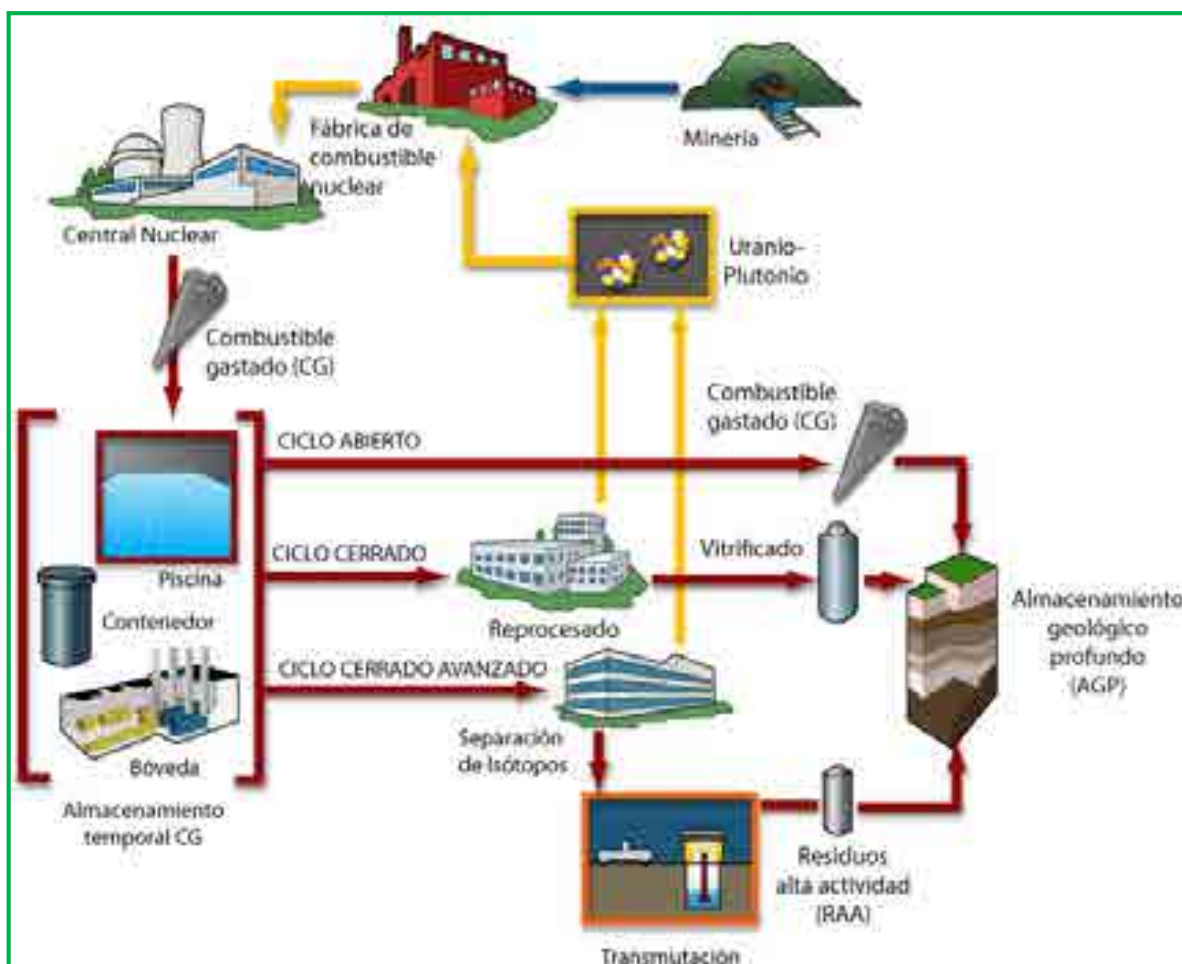 Minería
Fábrica de
combustible
nuclear
Central Nuclear
Uranio-
Plutonio
Combustible
gastado (CG)
Combustible
gastado (CG)
CICLO ABIERTO
Piscina
CICLO CERRADO
Vitrificado
Contenedor
Reprocesado
Almacenamiento
geológico
profundo
(AGP)
CICLO CERRADO AVANZADO
Bóveda
Separación
de Isótopos
Almacenamiento
temporal CG
Residuos
alta actividad
(RAA)
Transmutación